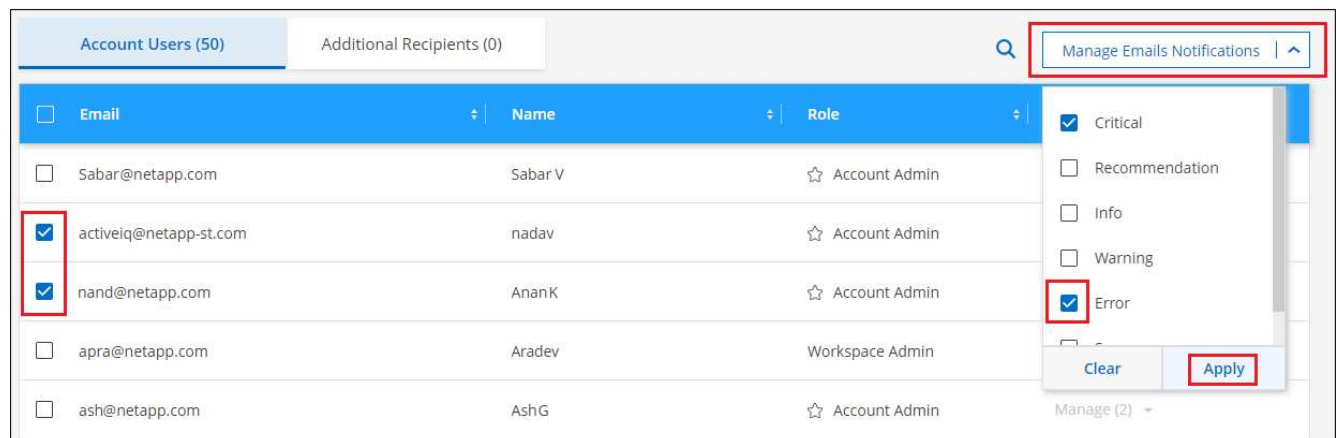 Account Users (50) Additional Recipients (0) Manage Emails Notifications
Email Name Role
Critical
Sabar@netapp.com Sabar V Account Admin
Recommendation
Info
activeiq@netapp-st.com nadav Account Admin
Warning
nand@netapp.com AnanK Account Admin
Error
apra@netapp.com Aradev Workspace Admin
Clear Apply
ash@netapp.com AshG Account Admin Manage (2)